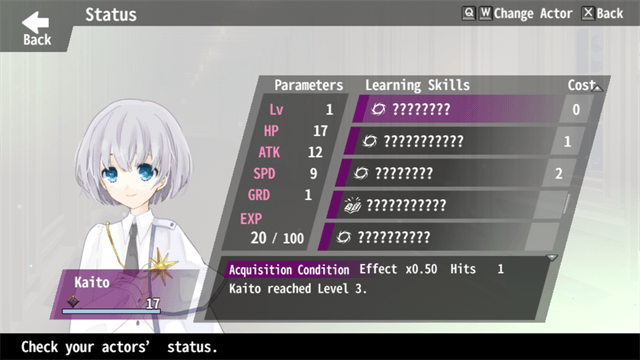 Status
Q W Change Actor X Back
Back
Parameters
Lv 1
HP 17
ATK 12
SPD 9
GRD 1
EXP
20 / 100
Learning Skills Cost
???????? 0
??????????? 1
???????? 2
???????????
??????????
Acquisition Condition Effect x0.50 Hits 1
Kaito reached Level 3.
Kaito
17
Check your actors' status.